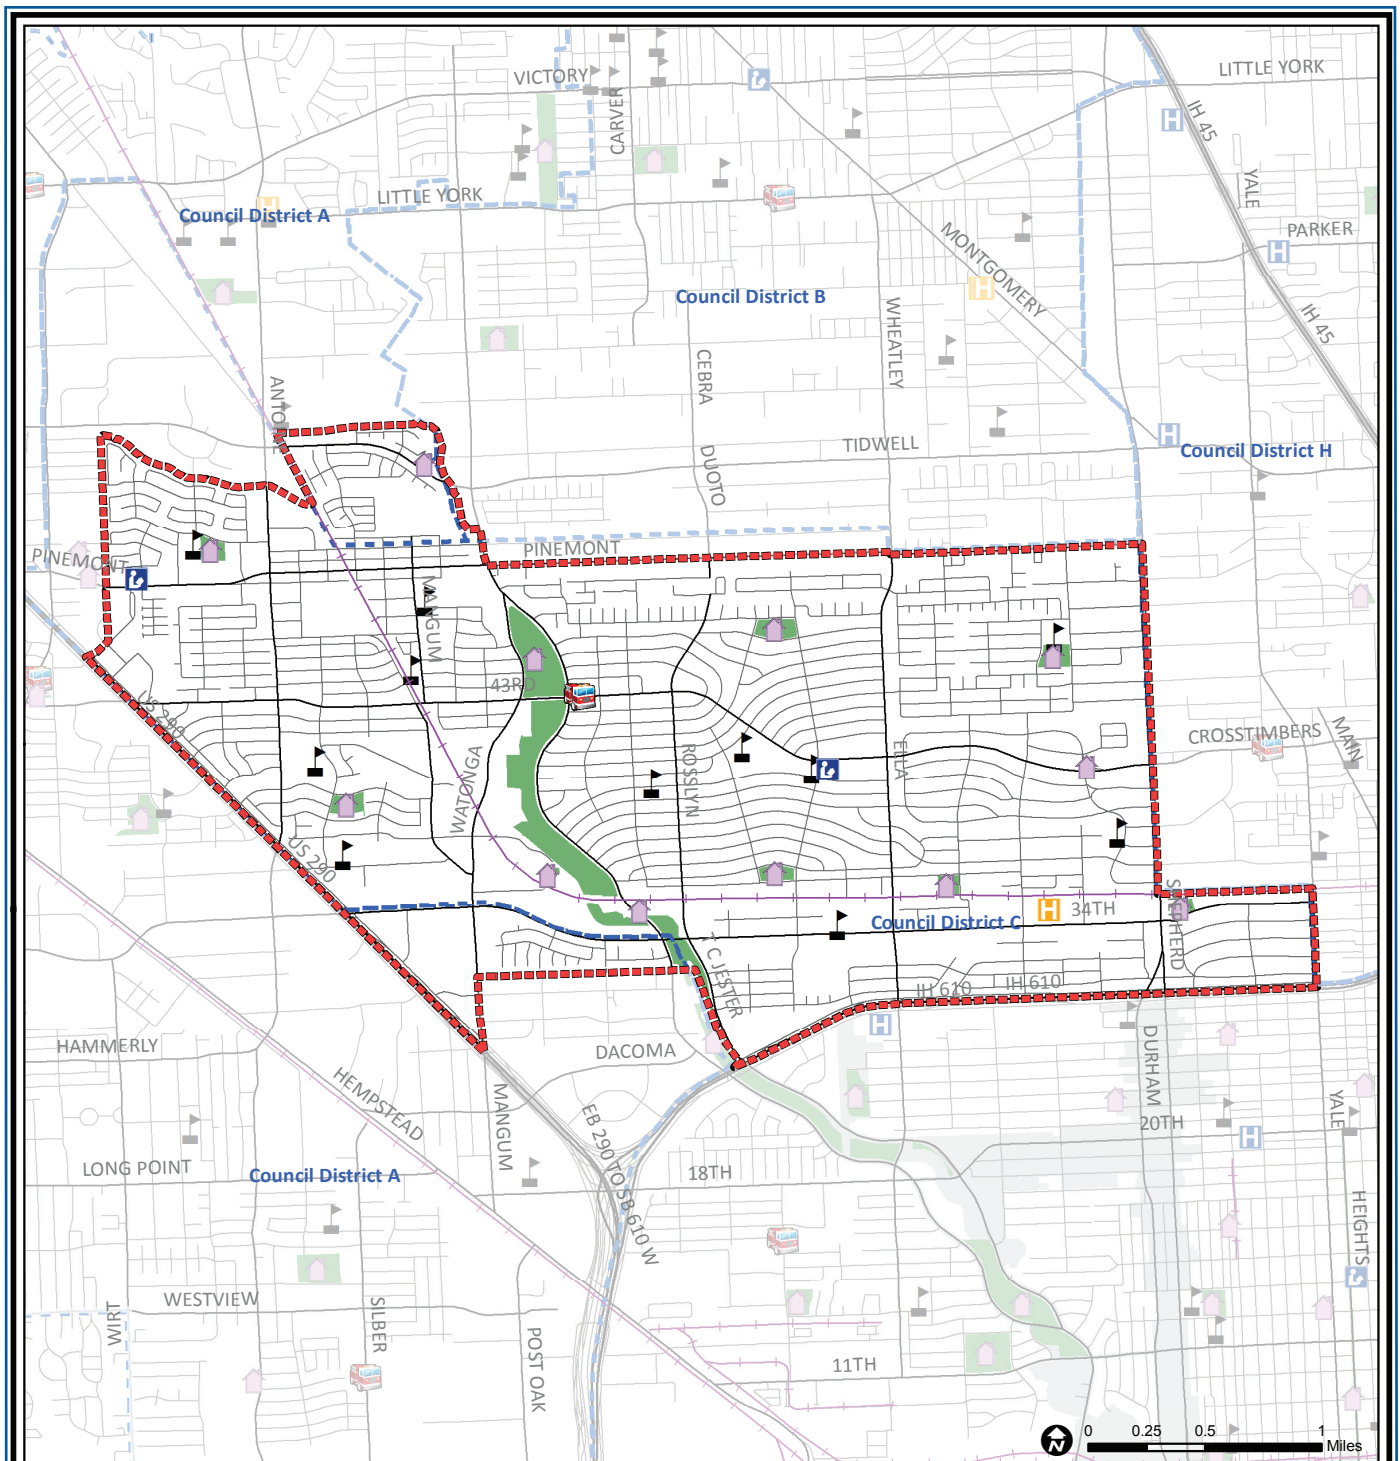 VICTORY
LITTLE YORK
CARVER
IH 45
YALE
LITTLE YORK
Council District A
PARKER
MONTGOMERY
Council District B
WHEATLEY
IH 45
CEBRA
ANTOINE
TIDWELL
Council District H
DUOTO
PINEMONT
PINEMONT
MANGUM
43RD
US 290
CROSSTIMBERS
MAIN
WATONGA
ROSSLYN
ELLA
US 290
34TH
Council District C
SHEPHERD
T C JESTER
IH 610
IH 610
HAMMERLY
DACOMA
DURHAM
HEMPSTEAD
MANGUM
EB 290 TO SB 610 W
20TH
YALE
LONG POINT
Council District A
18TH
HEIGHTS
WESTVIEW
WIRT
SILBER
POST OAK
11TH
N
0 0.25 0.5 1
Miles
H
H
H
H
H
H
H
H